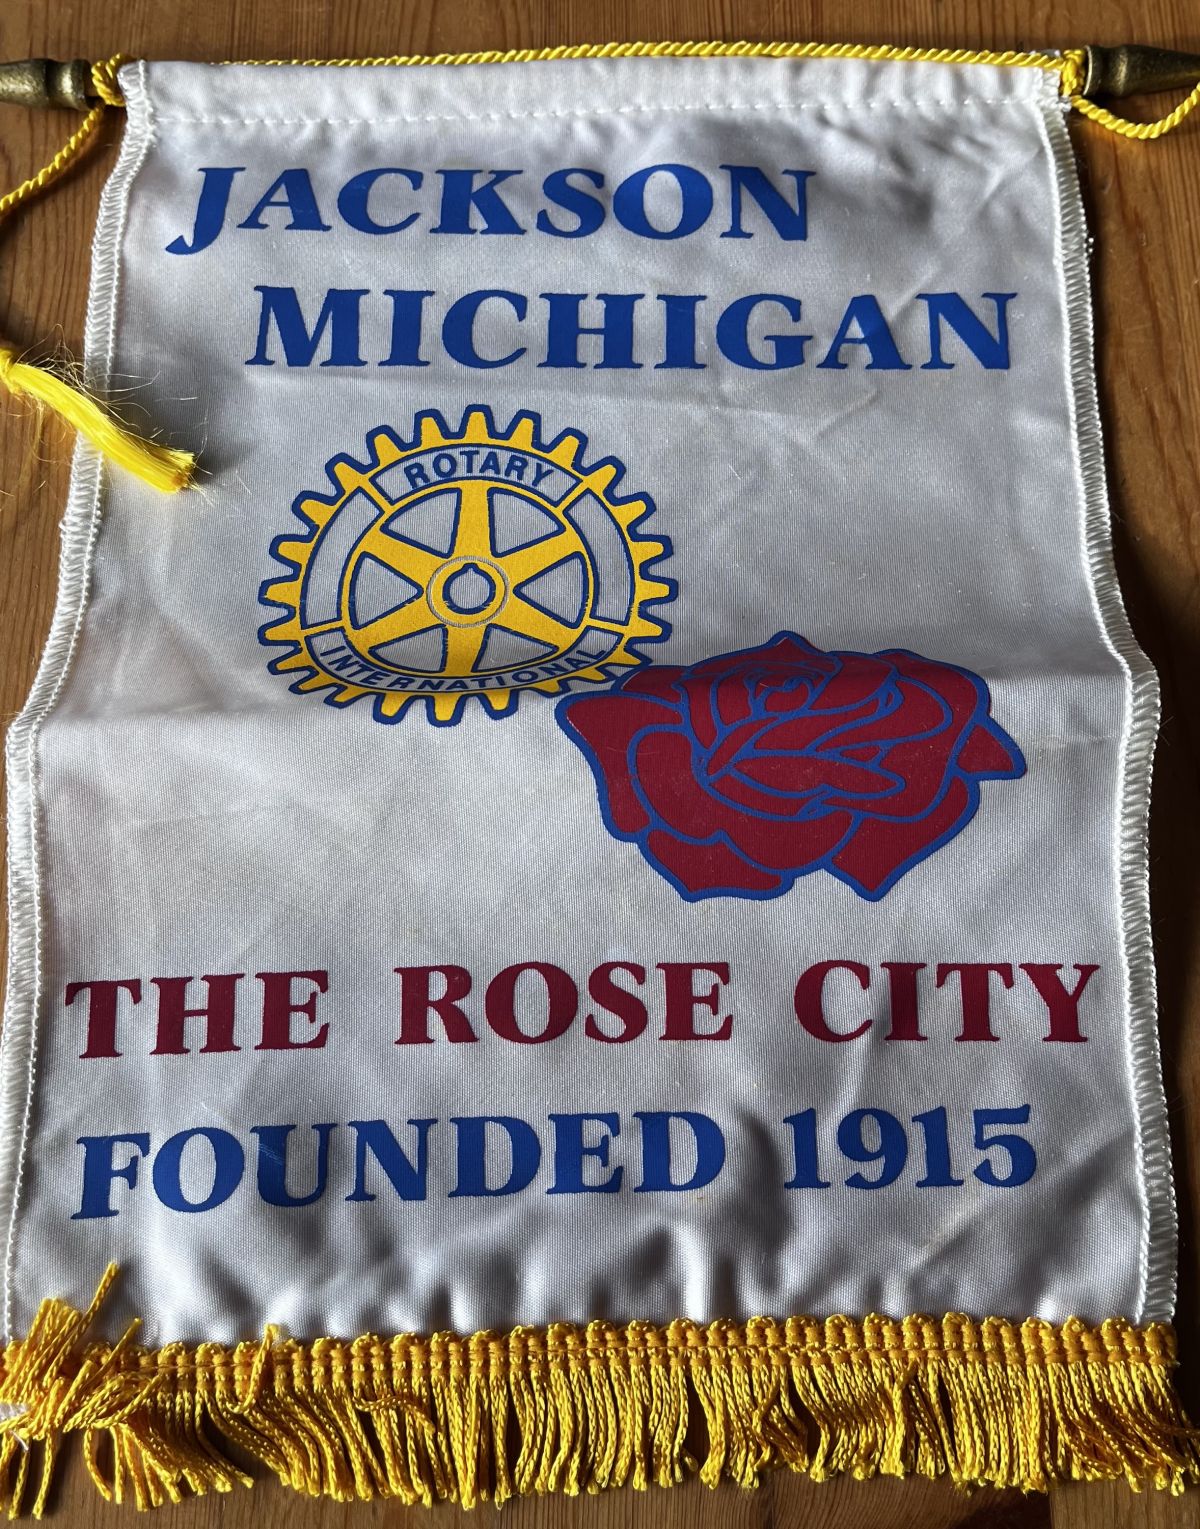 JACKSON
MICHIGAN
ROTARY
INTERNATIONAL
THE ROSE CITY
FOUNDED 1915